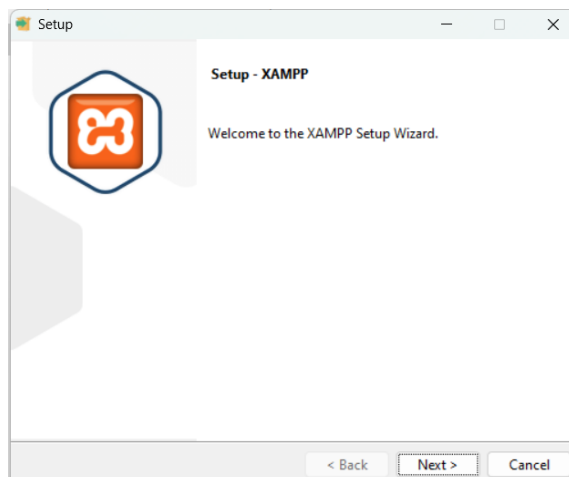 Setup
Setup - XAMPP
Welcome to the XAMPP Setup Wizard.
< Back
Next >
Cancel